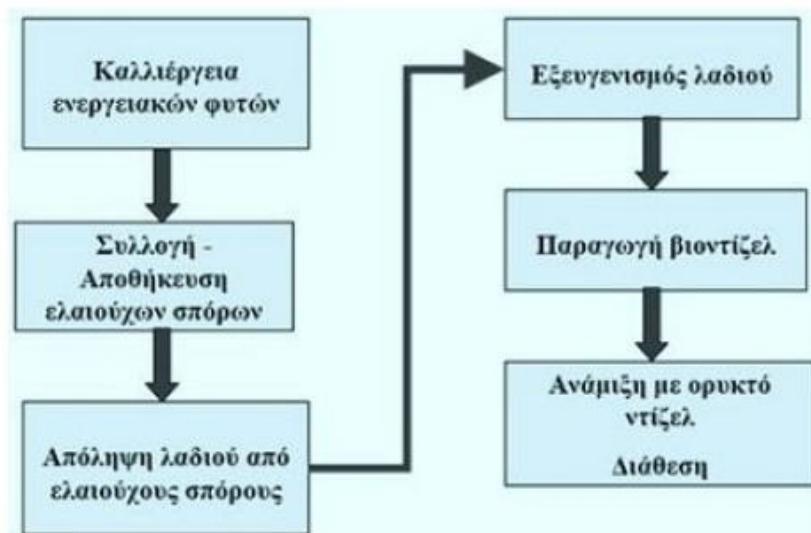 Καλλιέργεια
ενεργειακών φυτών
Συλλογή -
Αποθήκευση
ελαιούχων σπόρων
Απόληψη λαδιού από
ελαιούχους σπόρους
Εξευγενισμός λαδιού
Παραγωγή βιοντίζελ
Ανάμιξη με ορυκτό
ντίζελ
Διάθεση